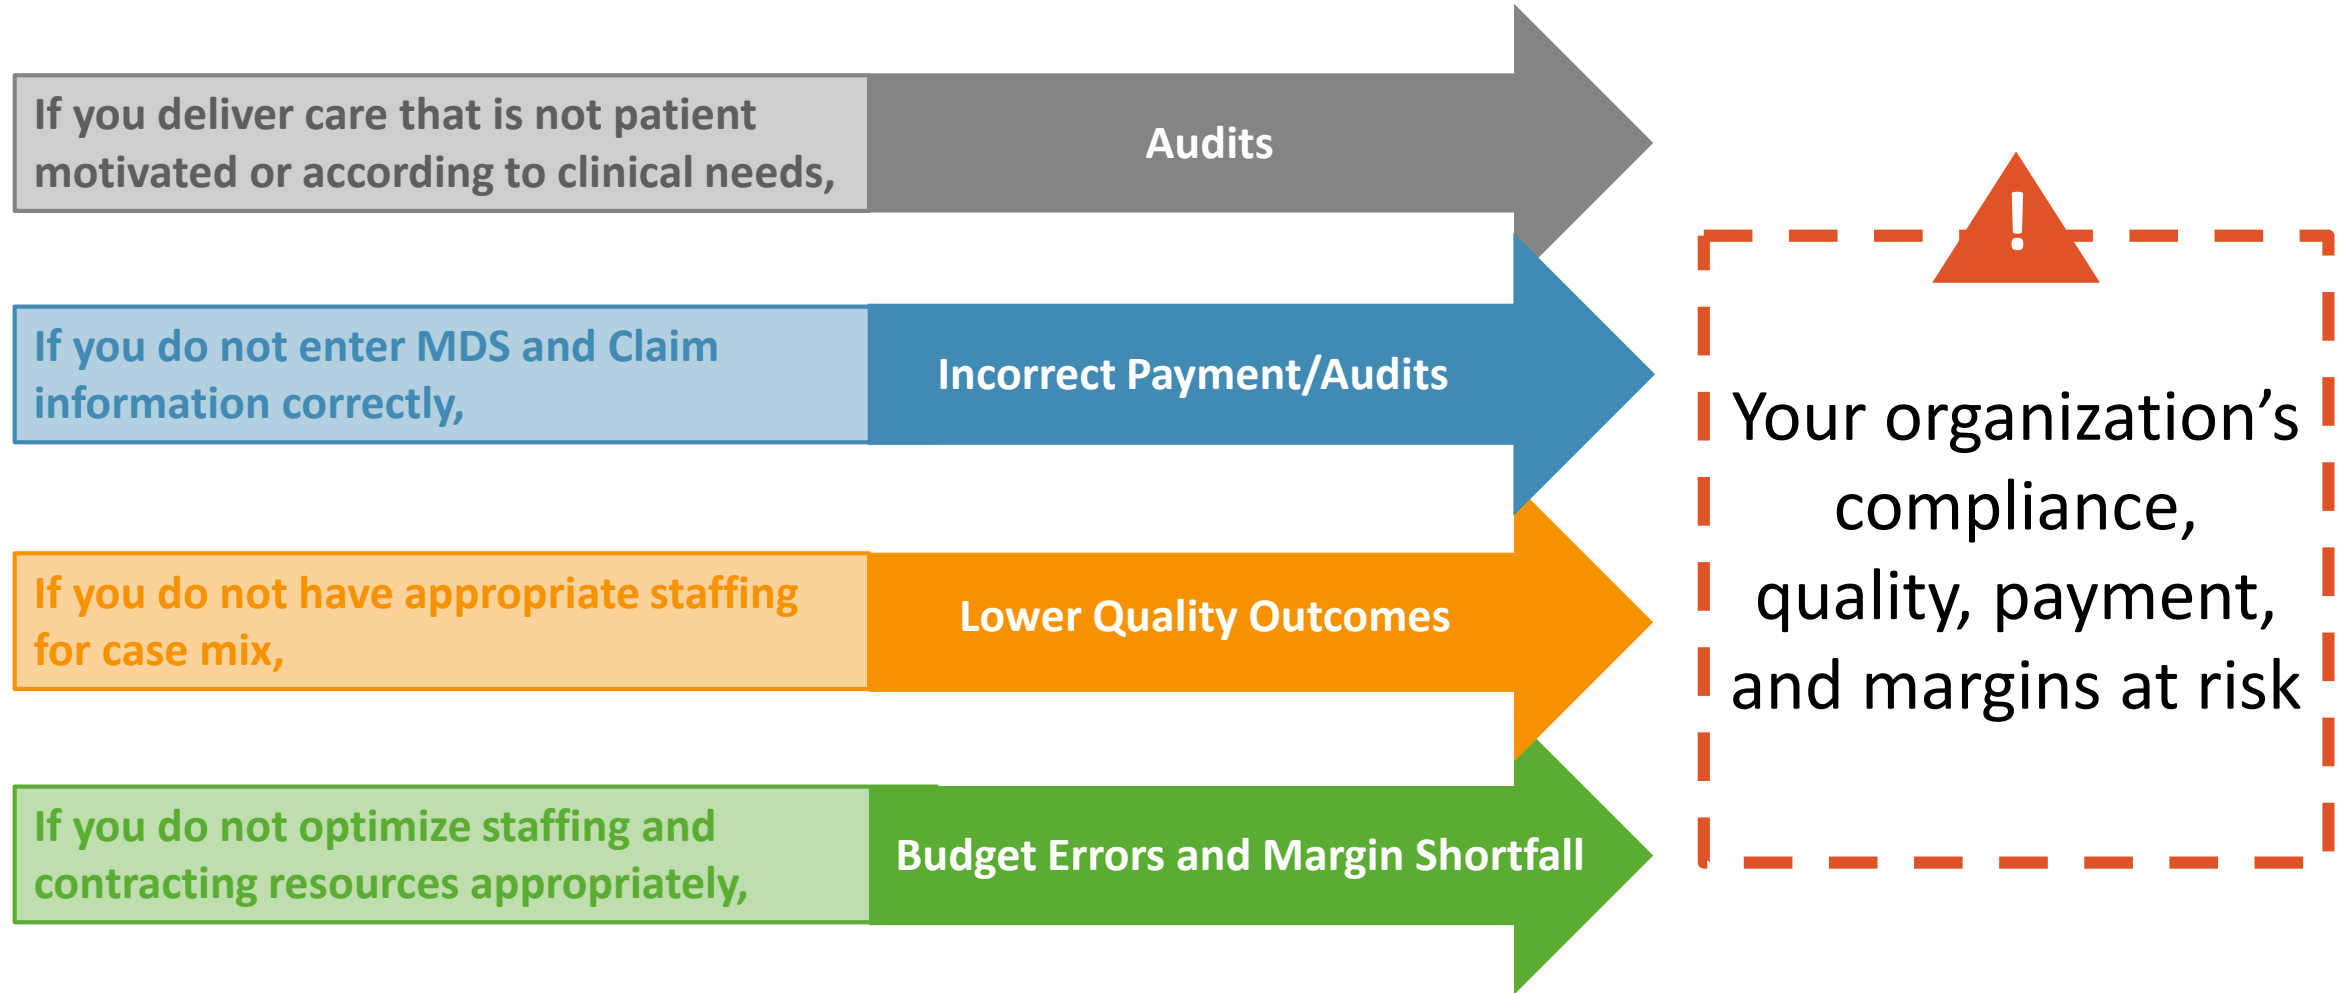 If you deliver care that is not patient
motivated or according to clinical needs,
Audits
If you do not enter MDS and Claim
information correctly,
Incorrect Payment/Audits
If you do not have appropriate staffing
for case mix,
Lower Quality Outcomes
If you do not optimize staffing and
contracting resources appropriately,
Budget Errors and Margin Shortfall
!
Your organization’s
compliance,
quality, payment,
and margins at risk